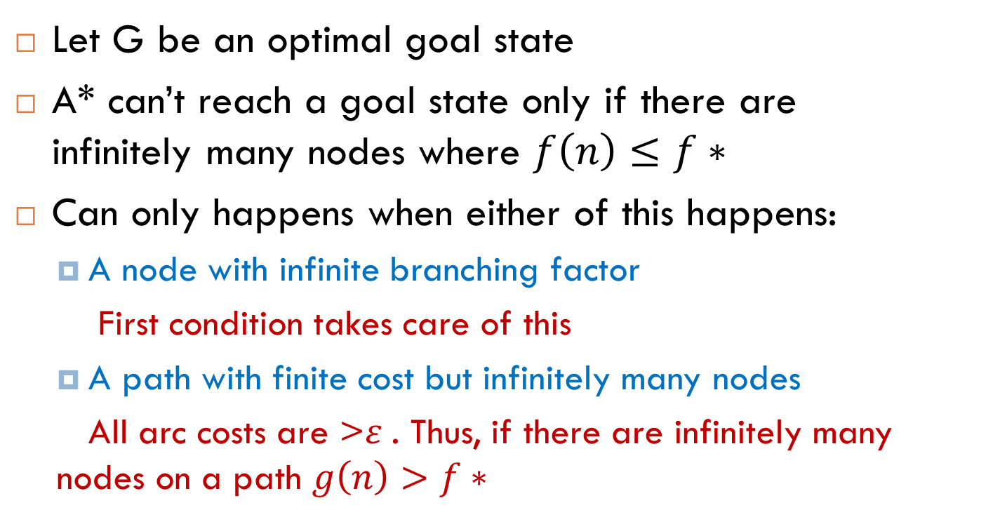 Let G be an optimal goal state
A* can’t reach a goal state only if there are
infinitely many nodes where f(n) ≤ f *
Can only happens when either of this happens:
A node with infinite branching factor
First condition takes care of this
A path with finite cost but infinitely many nodes
All arc costs are >ε . Thus, if there are infinitely many
nodes on a path g(n) > f *